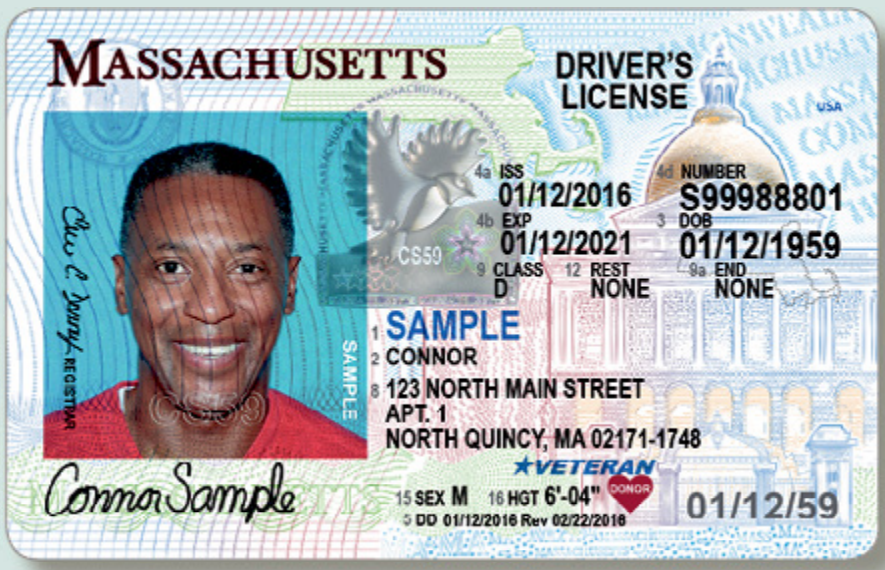 MASSACHUSETTS
DRIVER'S
LICENSE
USA
4a ISS
01/12/2016
4d NUMBER
S99988801
4b EXP
01/12/2021
3 DOB
01/12/1959
9 CLASS
D
12 REST
NONE
9a END
NONE
CS59
1 SAMPLE
2 CONNOR
8 123 NORTH MAIN STREET
APT. 1
NORTH QUINCY, MA 02171-1748
VETERAN
15 SEX M 16 HGT 6'-04" DONOR
5 DD 01/12/2016 Rev 02/22/2016
01/12/59
REGISTRAR
SAMPLE
CS59
Connor Sample